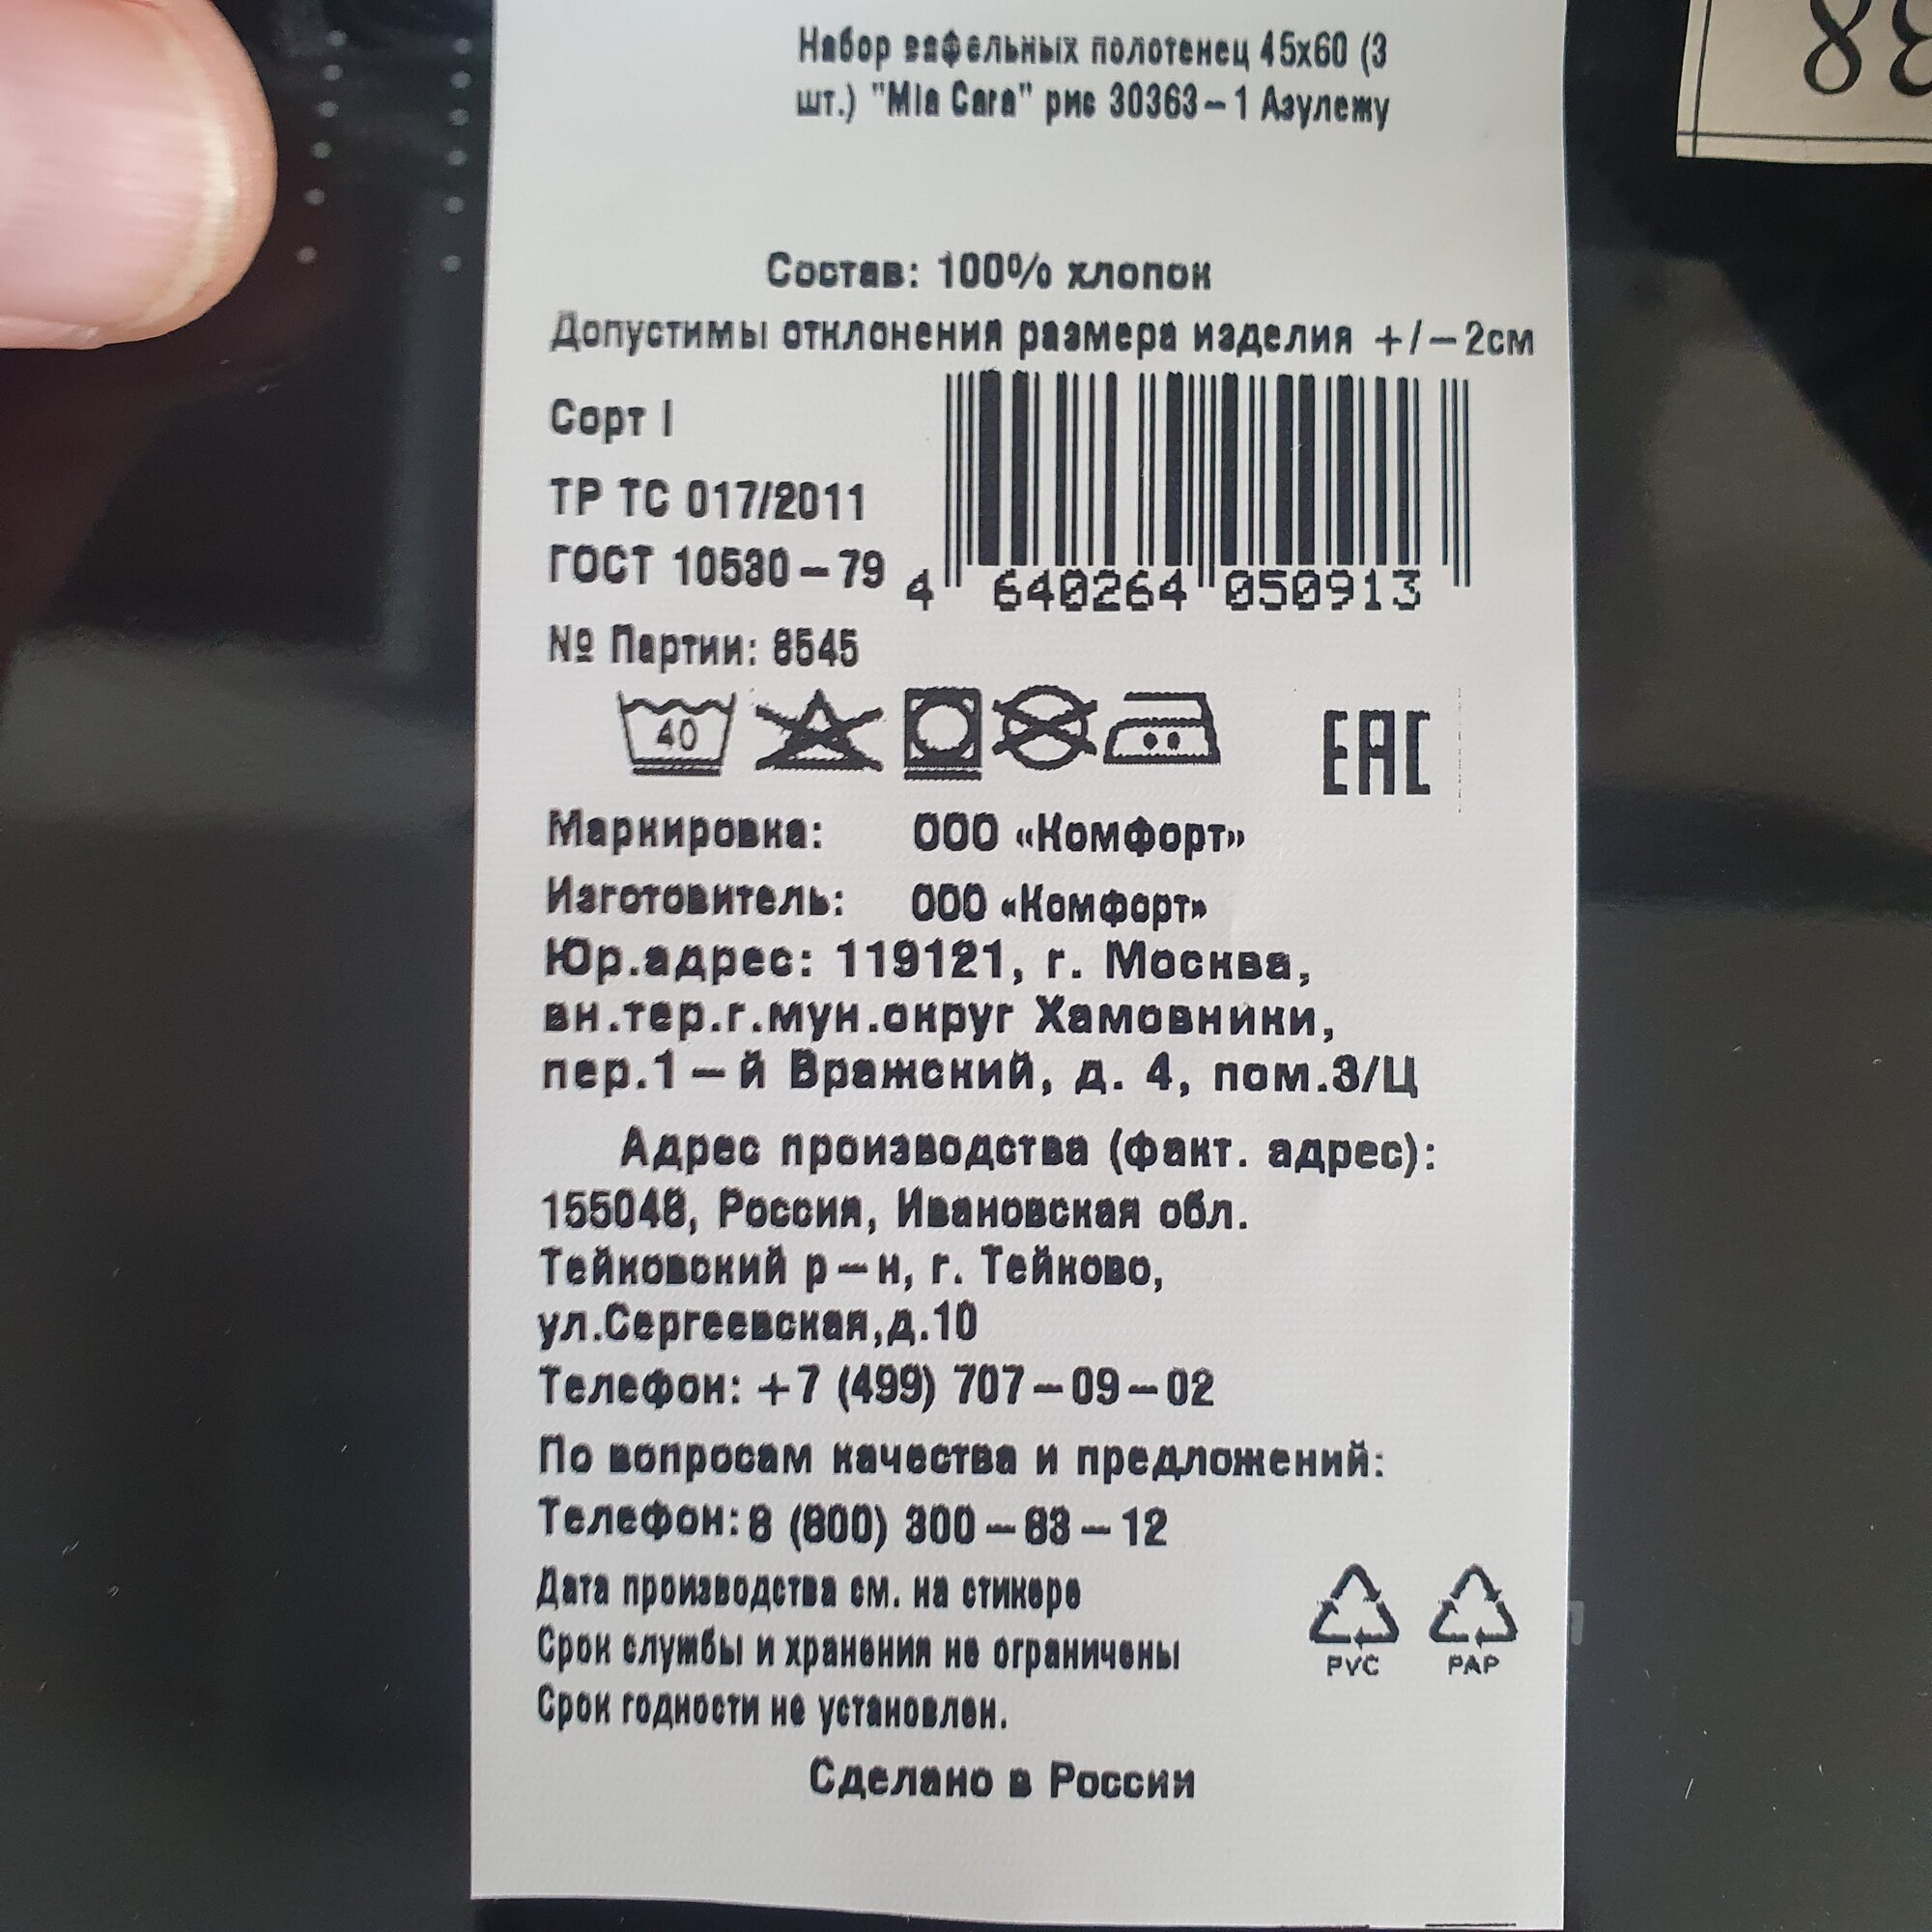 Набор вафельных полотенец 45х60 (3
шт.) "Mia Cara" рис 30363-1 Азулежу
Состав: 100% хлопок
Допустимы отклонения размера изделия +/-2см
Сорт I
ТР ТС 017/2011
ГОСТ 10530-79
4 640264 050913
№ Партии: 8545
40
EAC
Маркировка: ООО «Комфорт»
Изготовитель: ООО «Комфорт»
Юр.адрес: 119121, г. Москва,
вн.тер.г.мун.округ Хамовники,
пер.1-й Вражский, д. 4, пом.3/Ц
Адрес производства (факт. адрес):
155048, Россия, Ивановская обл.
Тейковский р-н, г. Тейково,
ул.Сергеевская,д.10
Телефон: +7 (499) 707-09-02
По вопросам качества и предложений:
Телефон: 8 (800) 300-83-12
Дата производства см. на стикере
Срок службы и хранения не ограничены
Срок годности не установлен.
PVC PAP
Сделано в России